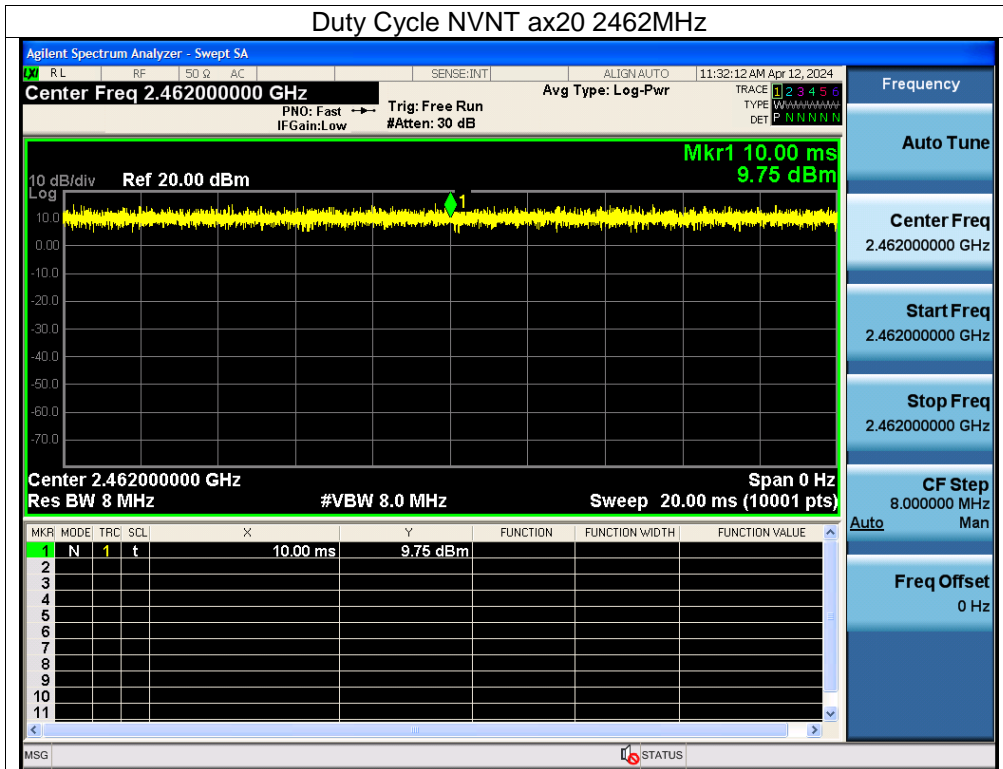 Duty Cycle NVNT ax20 2462MHz
Agilent Spectrum Analyzer - Swept SA
LXI RL RF 50 Ω AC SENSE:INT ALIGN AUTO 11:32:12 AM Apr 12, 2024
Center Freq 2.462000000 GHz Avg Type: Log-Pwr TRACE 1 2 3 4 5 6
PNO: Fast Trig: Free Run TYPE WWWWWW
IFGain:Low #Atten: 30 dB DET P N N N N N
Frequency
Mkr1 10.00 ms
10 dB/div Ref 20.00 dBm 9.75 dBm
Log
1
10.0
0.00
-10.0
-20.0
-30.0
-40.0
-50.0
-60.0
-70.0
Center 2.462000000 GHz Span 0 Hz
Res BW 8 MHz #VBW 8.0 MHz Sweep 20.00 ms (10001 pts)
MKR MODE TRC SCL X Y FUNCTION FUNCTION WIDTH FUNCTION VALUE
1 N 1 t 10.00 ms 9.75 dBm
2
3
4
5
6
7
8
9
10
11
Auto Tune
Center Freq
2.462000000 GHz
Start Freq
2.462000000 GHz
Stop Freq
2.462000000 GHz
CF Step
8.000000 MHz
Auto Man
Freq Offset
0 Hz
MSG STATUS